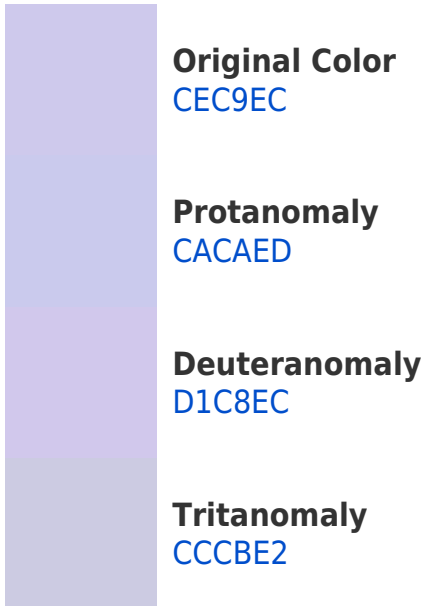 Original Color
CEC9EC
Protanomaly
CACAED
Deuteranomaly
D1C8EC
Tritanomaly
CCCBE2